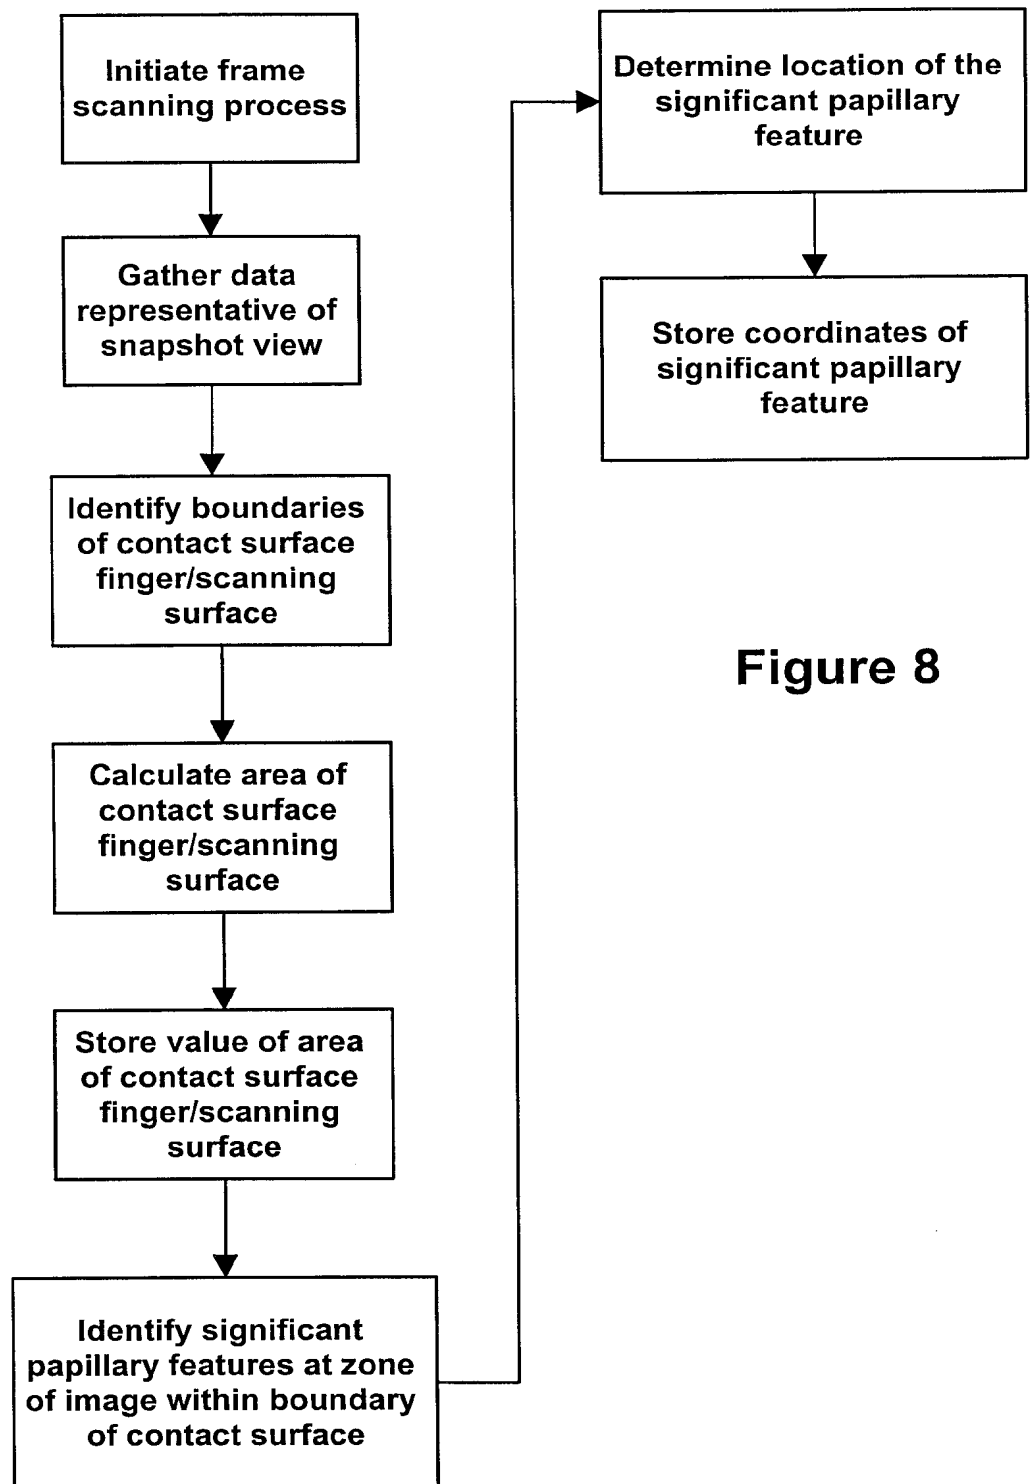 Initiate frame
scanning process
Gather data
representative of
snapshot view
Identify boundaries
of contact surface
finger/scanning
surface
Calculate area of
contact surface
finger/scanning
surface
Store value of area
of contact surface
finger/scanning
surface
Identify significant
papillary features at zone
of image within boundary
of contact surface
Determine location of the
significant papillary
feature
Store coordinates of
significant papillary
feature
Figure 8